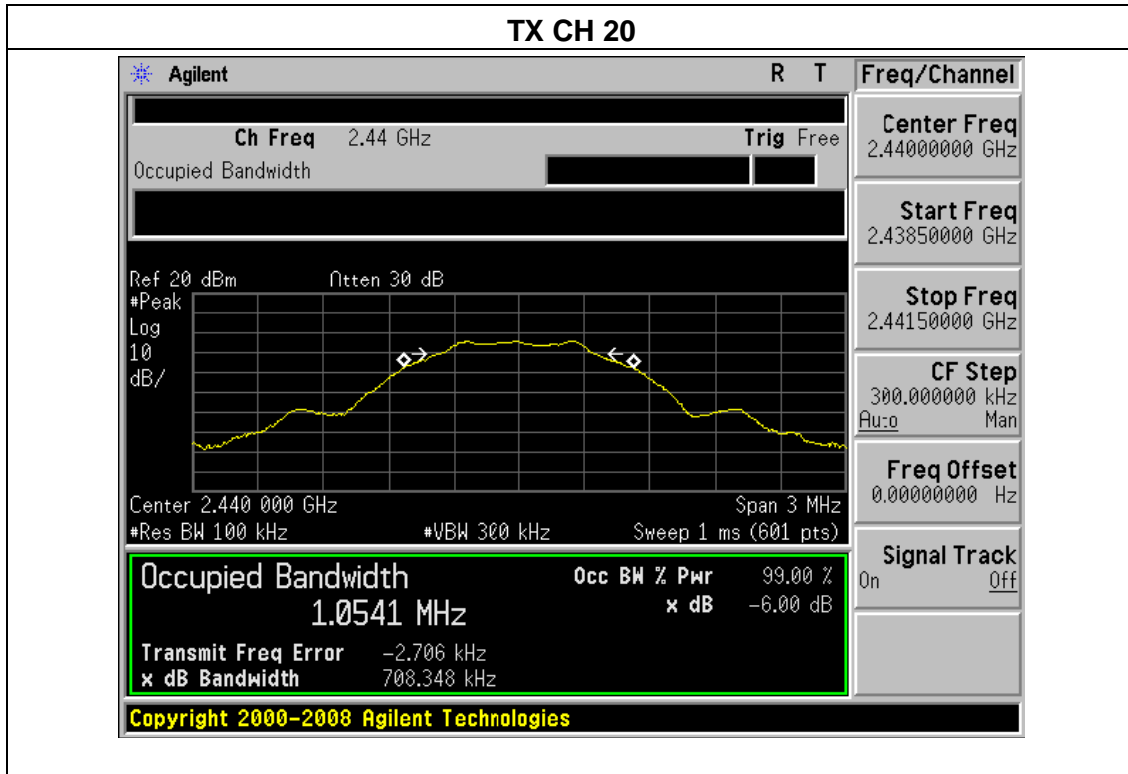 TX CH 20
Agilent R T
Freq/Channel
Ch Freq 2.44 GHz Trig Free
Occupied Bandwidth
Center Freq
2.44000000 GHz
Start Freq
2.43850000 GHz
Stop Freq
2.44150000 GHz
CF Step
300.000000 kHz
Auto Man
Freq Offset
0.00000000 Hz
Signal Track
On Off
Ref 20 dBm Atten 30 dB
#Peak
Log
10
dB/
Center 2.440 000 GHz Span 3 MHz
#Res BW 100 kHz #VBW 300 kHz Sweep 1 ms (601 pts)
Occupied Bandwidth Occ BW % Pwr 99.00 %
1.0541 MHz x dB -6.00 dB
Transmit Freq Error -2.706 kHz
x dB Bandwidth 708.348 kHz
Copyright 2000-2008 Agilent Technologies